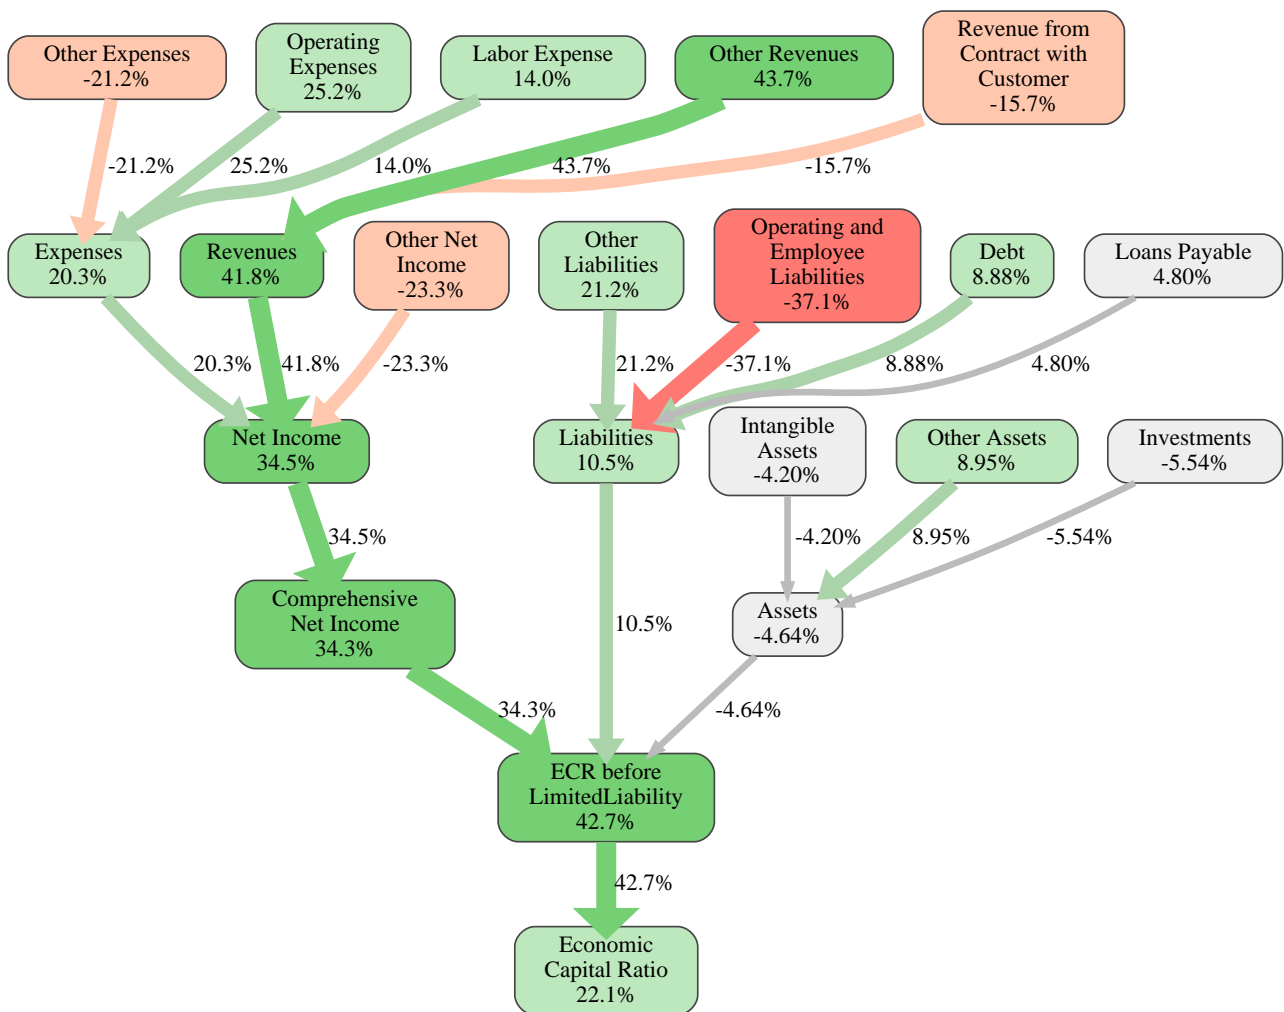 Other Expenses
-21.2%
Operating
Expenses
25.2%
Labor Expense
14.0%
Other Revenues
43.7%
Revenue from
Contract with
Customer
-15.7%
-21.2%
25.2%
14.0%
43.7%
-15.7%
Expenses
20.3%
Revenues
41.8%
Other Net
Income
-23.3%
Other
Liabilities
21.2%
Operating and
Employee
Liabilities
-37.1%
Debt
8.88%
Loans Payable
4.80%
20.3%
41.8%
-23.3%
21.2%
-37.1%
8.88%
4.80%
Net Income
34.5%
Liabilities
10.5%
Intangible
Assets
-4.20%
Other Assets
8.95%
Investments
-5.54%
34.5%
-4.20%
8.95%
-5.54%
Comprehensive
Net Income
34.3%
10.5%
Assets
-4.64%
34.3%
-4.64%
ECR before
LimitedLiability
42.7%
42.7%
Economic
Capital Ratio
22.1%